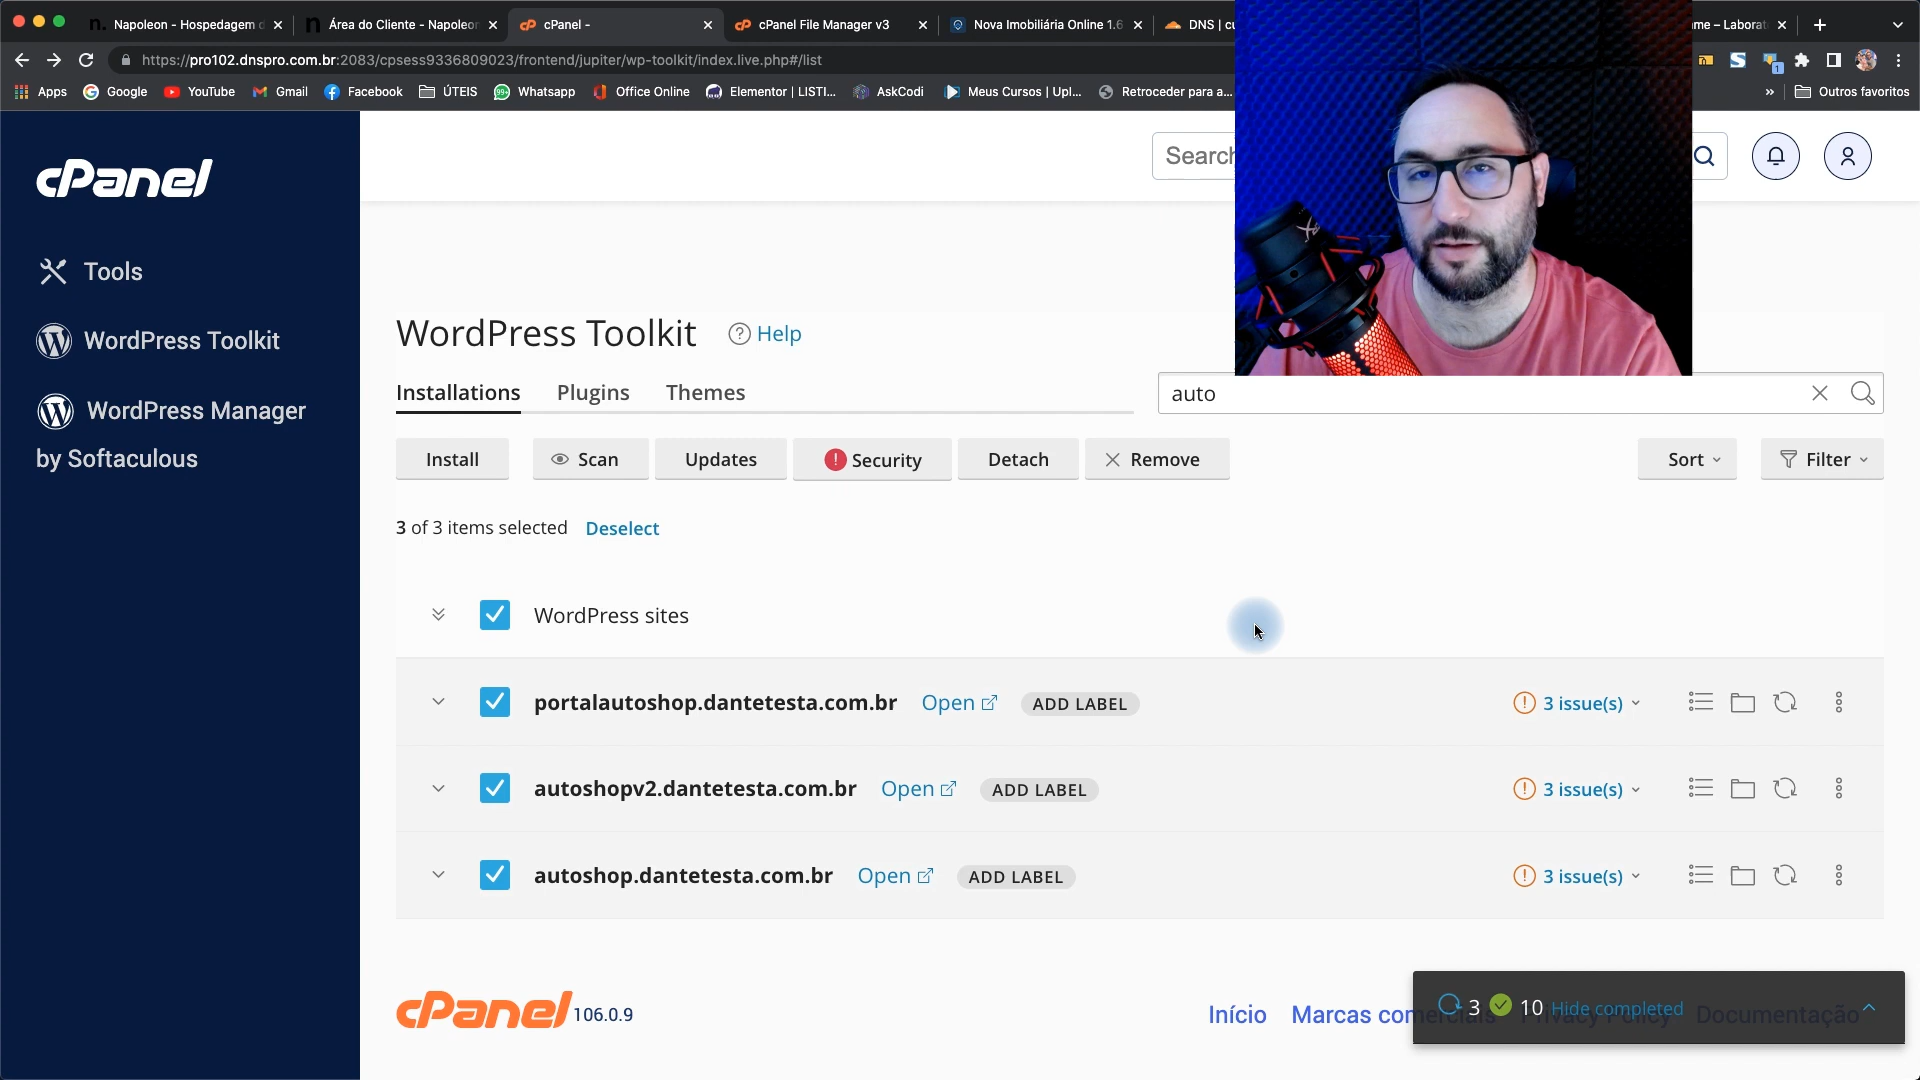 n. Napoleon - Hospedagem d
Área do Cliente - Napoleon
cPanel -
cPanel File Manager v3
Nova Imobiliária Online 1.6
DNS | cu
me – Laborat
https://pro102.dnspro.com.br:2083/cpsess9336809023/frontend/jupiter/wp-toolkit/index.live.php#/list
1
Apps
Google
YouTube
Gmail
Facebook
ÚTEIS
Whatsapp
Office Online
Elementor | LISTI...
AskCodi
Meus Cursos | Upl...
Retroceder para a...
»
Outros favoritos
cPanel
Search
Tools
WordPress Toolkit
WordPress Manager
by Softaculous
WordPress Toolkit
? Help
Installations
Plugins
Themes
auto
Install
Scan
Updates
! Security
Detach
Remove
Sort
Filter
3 of 3 items selected Deselect
WordPress sites
portalautoshop.dantetesta.com.br Open ADD LABEL ! 3 issue(s)
autoshopv2.dantetesta.com.br Open ADD LABEL ! 3 issue(s)
autoshop.dantetesta.com.br Open ADD LABEL ! 3 issue(s)
cPanel 106.0.9
Início
Marcas comerciais
Privacy Policy
Documentação
3 10 Hide completed